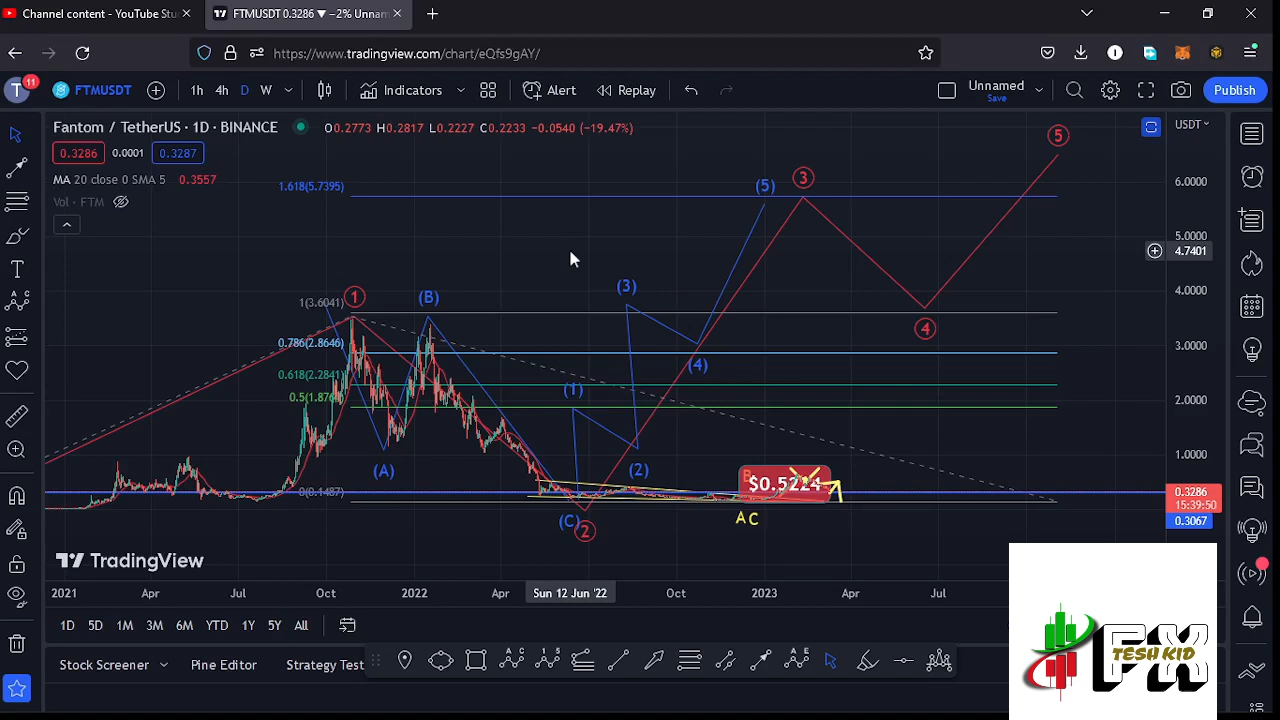 Channel content - YouTube Stu
FTMUSDT 0.3286 ▼ −2% Unnam
https://www.tradingview.com/chart/eQfs9gAY/
T 11 FTMUSDT 1h 4h D W Indicators Alert Replay Unnamed Save Publish
Fantom / TetherUS · 1D · BINANCE O0.2773 H0.2817 L0.2227 C0.2233 −0.0540 (−19.47%) USDT
0.3286 0.0001 0.3287
MA 20 close 0 SMA 5 0.3557
Vol · FTM
1.618(5.7395)
1(3.6041)
0.786(2.8646)
0.618(2.2841)
0.5(1.876
0(0.1487)
1
(B)
(A)
(C)
2
(1)
(2)
(3)
(4)
(5)
3
4
5
B
$0.5224
A C
6.0000
5.0000
4.7401
4.0000
3.0000
2.0000
1.0000
0.3286
15:39:50
0.3067
TradingView
2021 Apr Jul Oct 2022 Apr Sun 12 Jun '22 Oct 2023 Apr Jul
1D 5D 1M 3M 6M YTD 1Y 5Y All
Stock Screener Pine Editor Strategy Test
FX
TESH KID